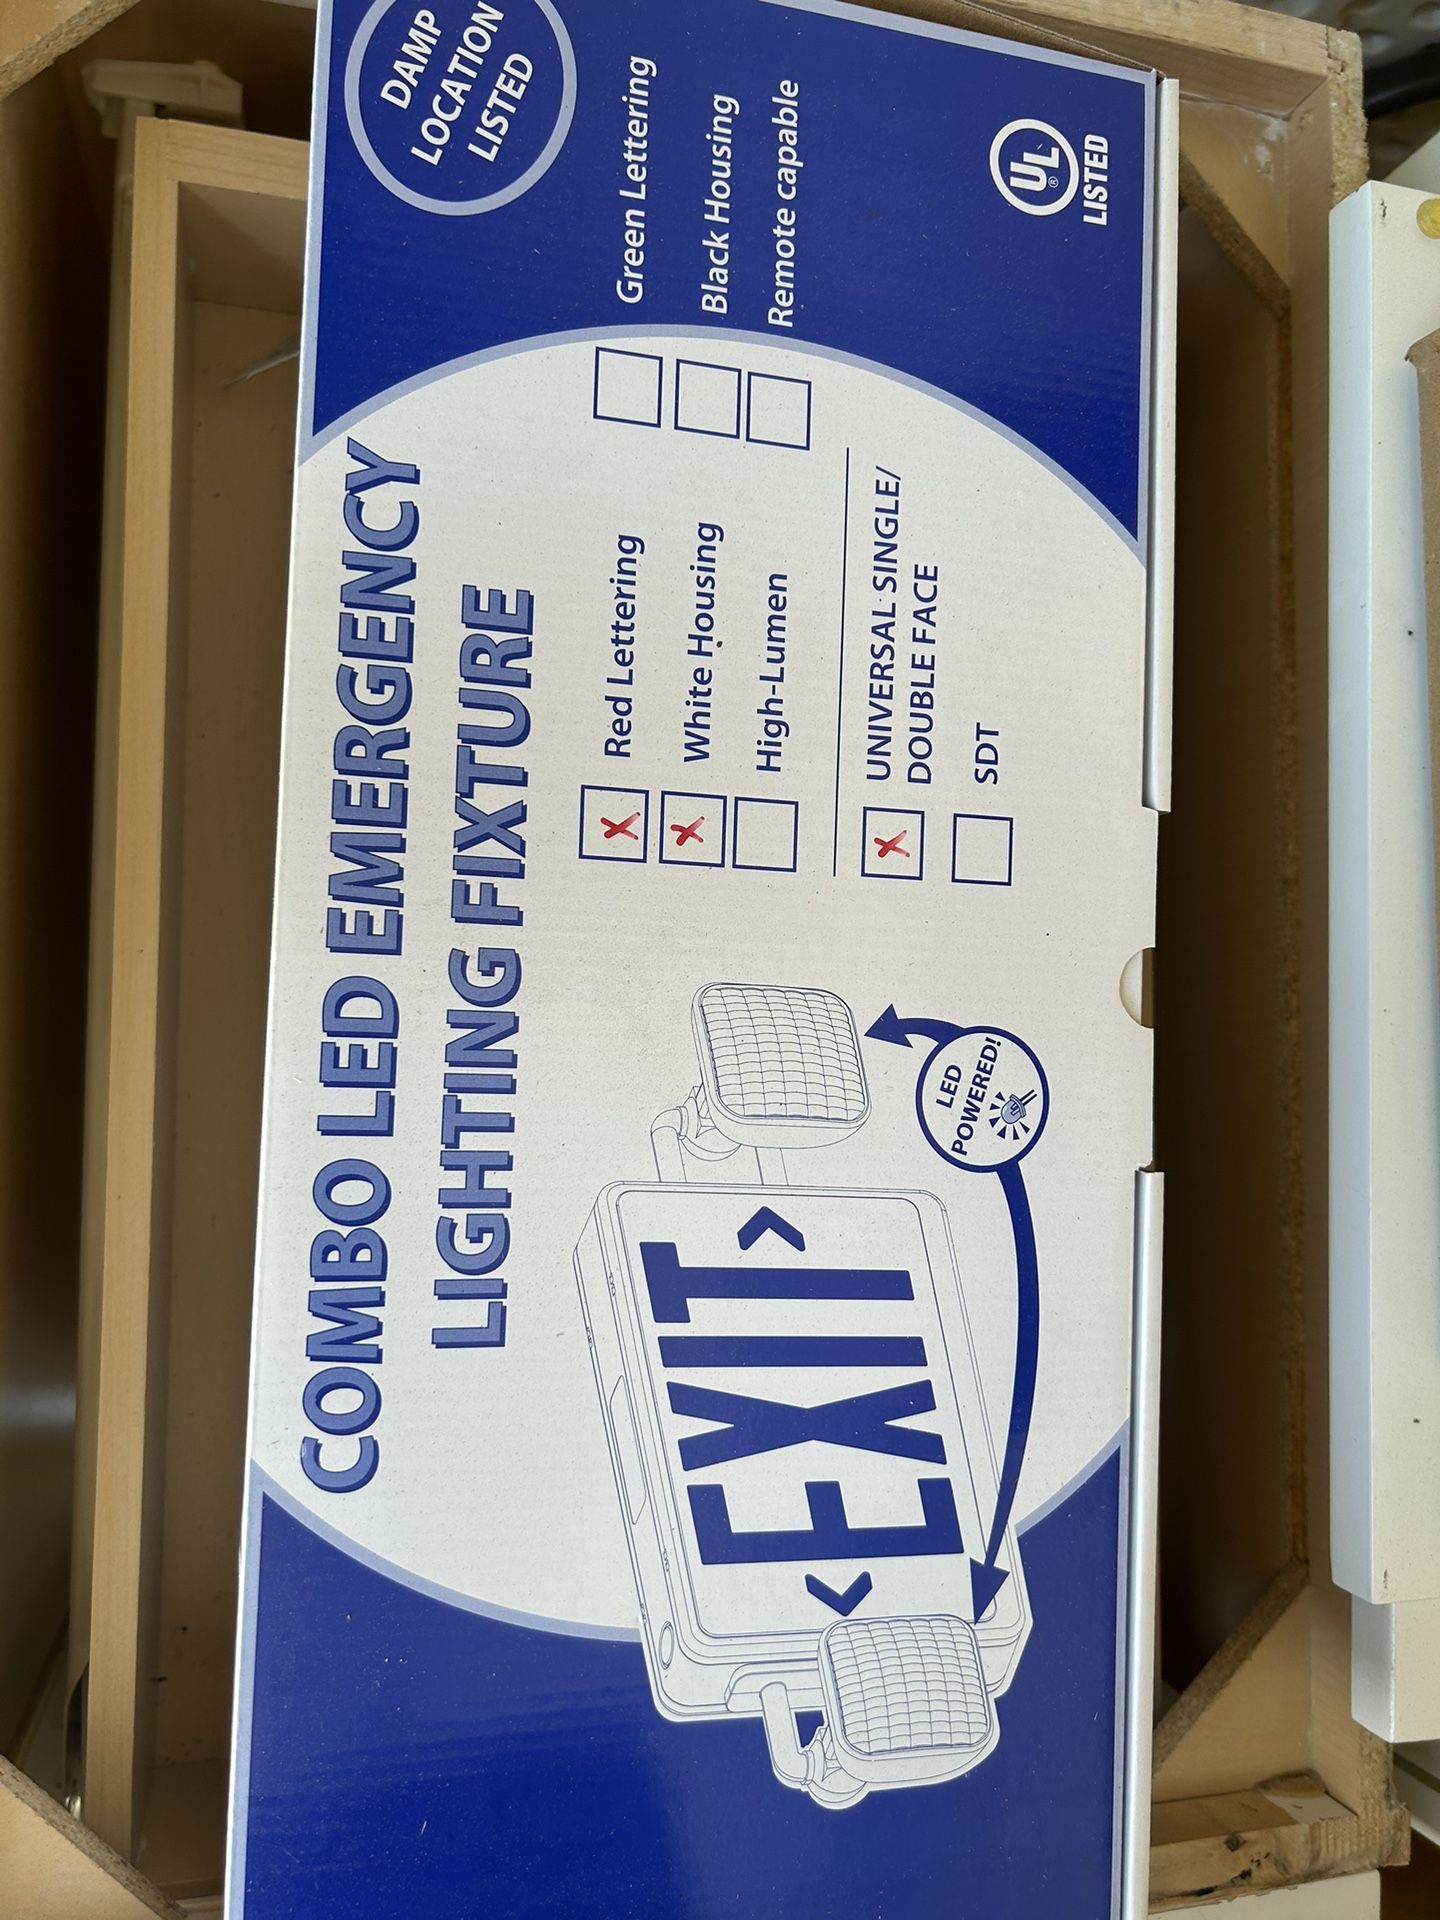 DAMP
LOCATION
LISTED
COMBO LED EMERGENCY
LIGHTING FIXTURE
X Red Lettering Green Lettering
X White Housing Black Housing
High-Lumen Remote capable
X UNIVERSAL SINGLE/
DOUBLE FACE
SDT
UL ®
LISTED
< EXIT >
LED
POWERED!